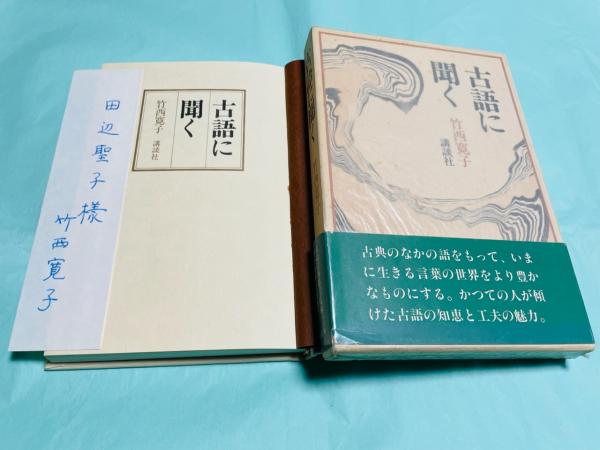 田辺聖子様
竹西寛子
古語に
聞く
竹西寛子
講談社
古語に
聞く
竹西寛子
講談社
古典のなかの語をもって、いま
に生きる言葉の世界をより豊か
なものにする。かつての人が傾
けた古語の知恵と工夫の魅力。